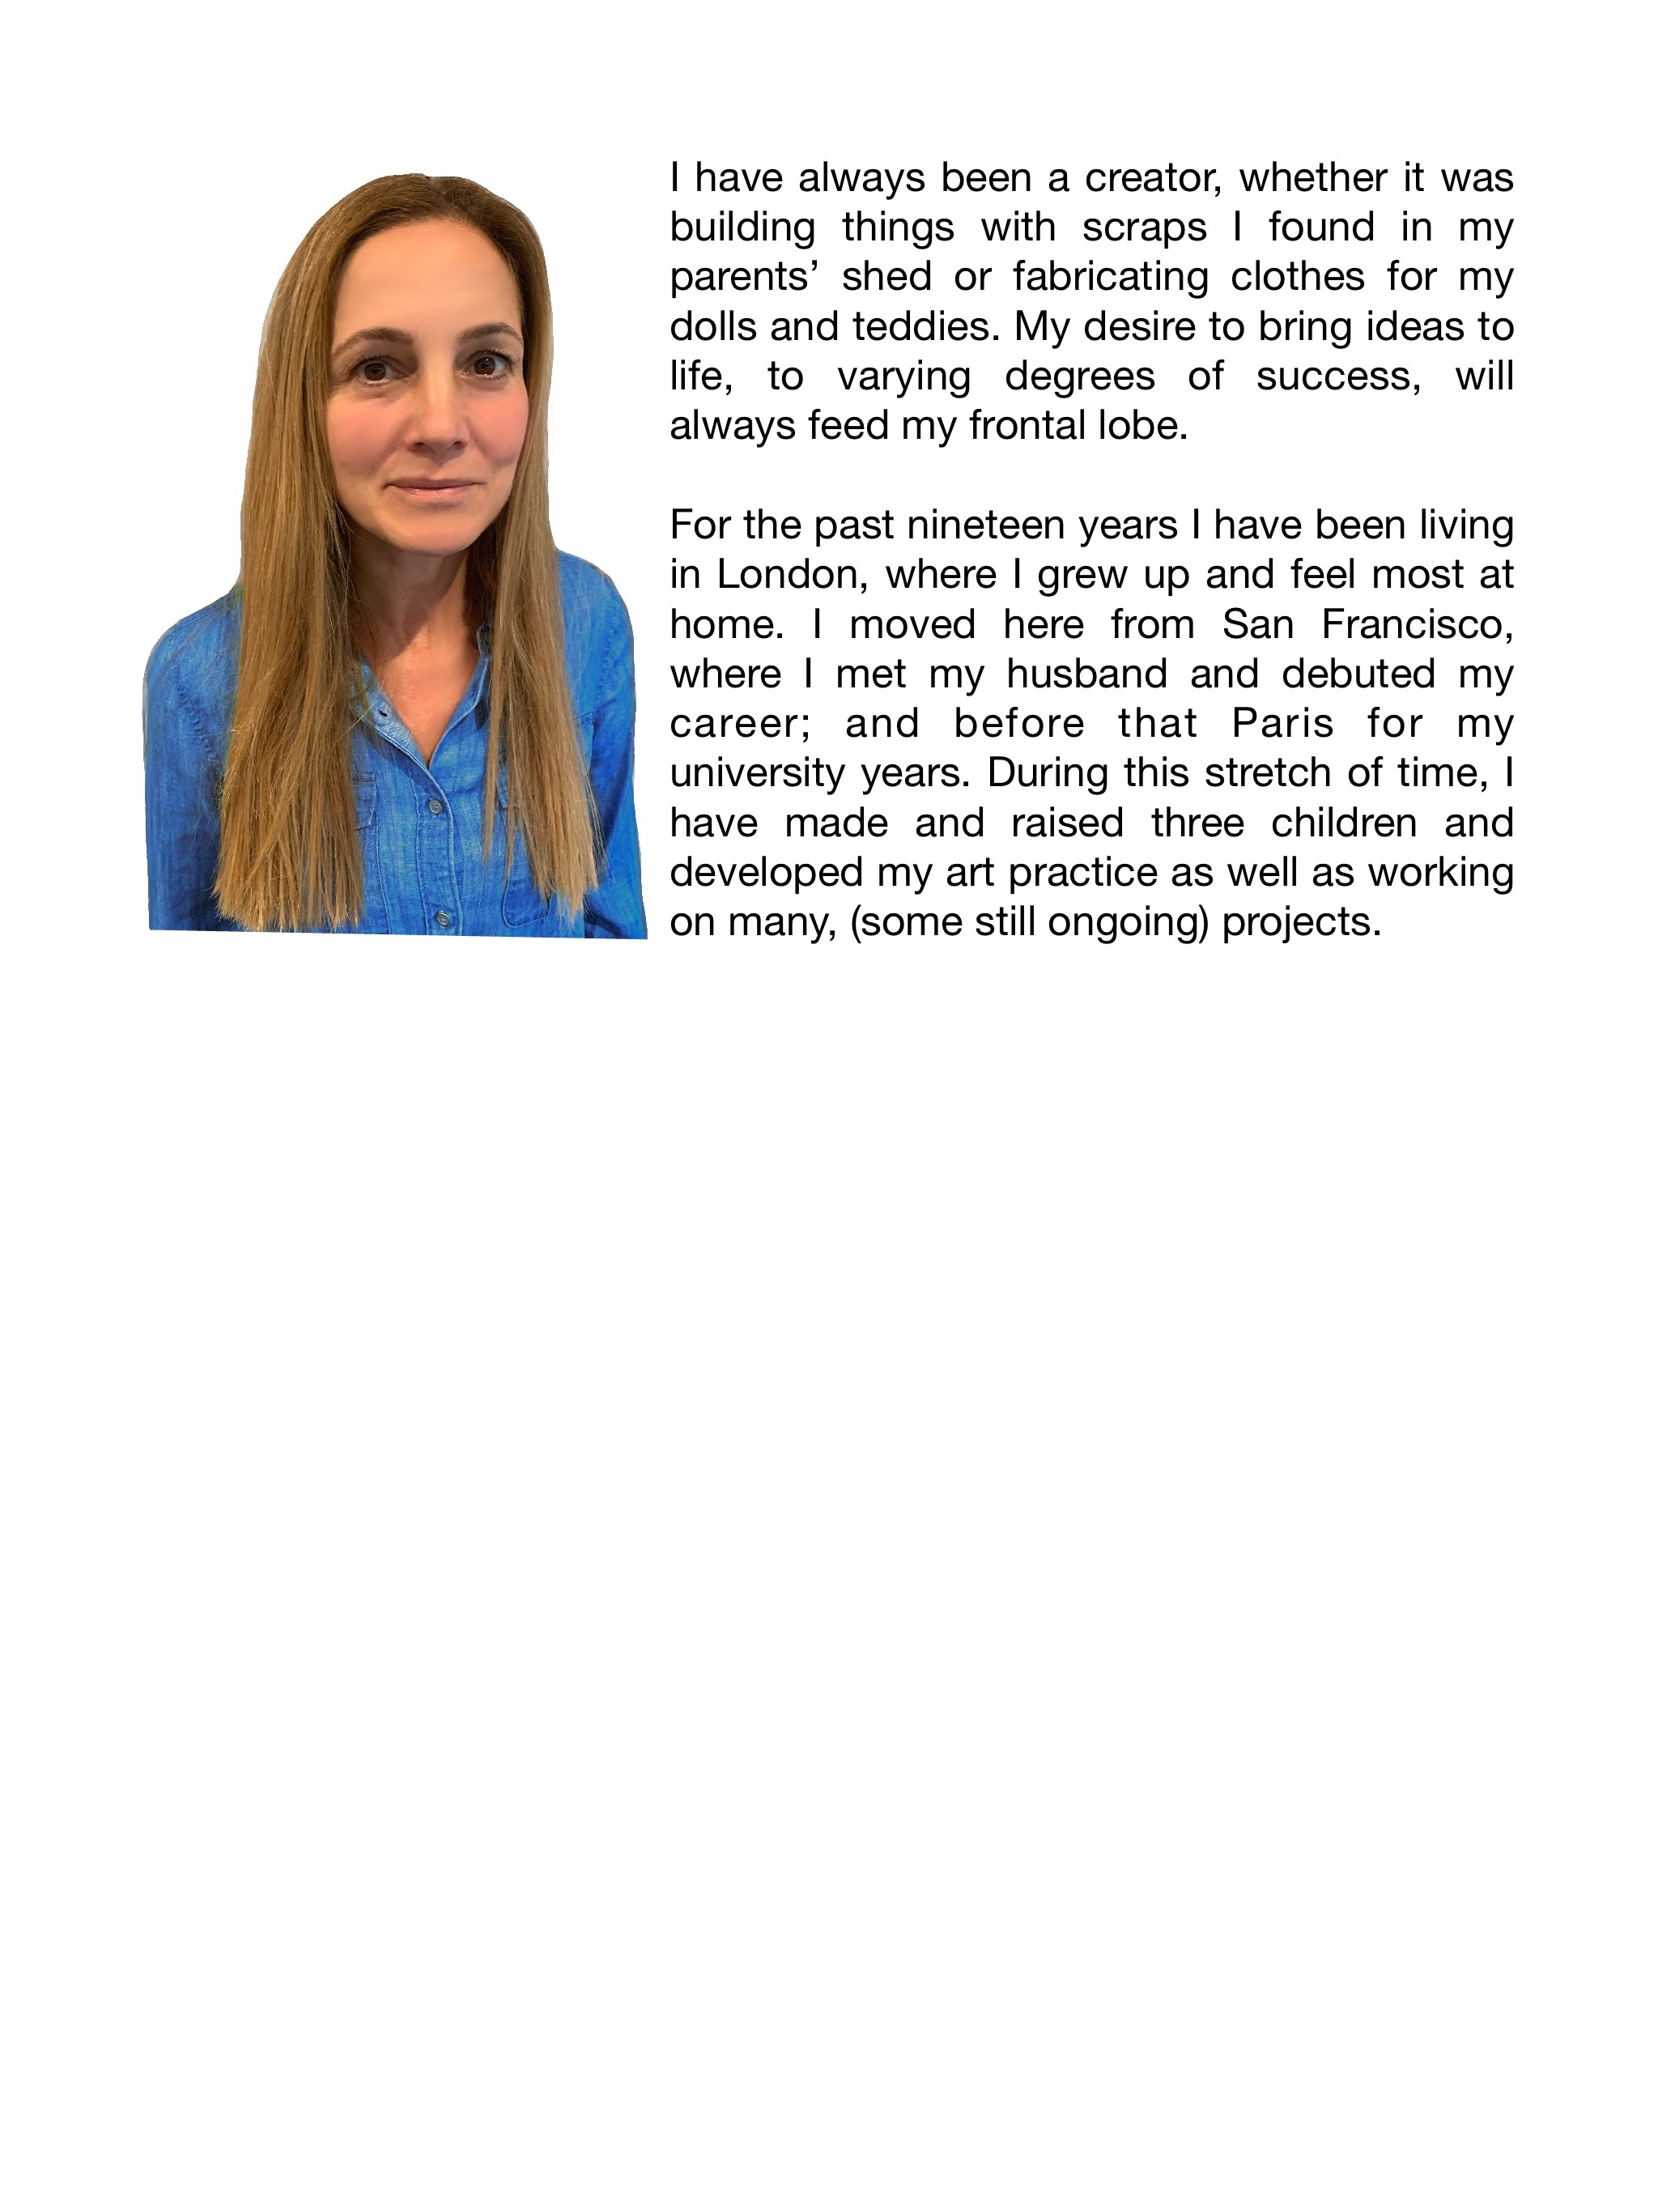 I have always been a creator, whether it was
building things with scraps I found in my
parents’ shed or fabricating clothes for my
dolls and teddies. My desire to bring ideas to
life, to varying degrees of success, will
always feed my frontal lobe.
For the past nineteen years I have been living
in London, where I grew up and feel most at
home. I moved here from San Francisco,
where I met my husband and debuted my
career; and before that Paris for my
university years. During this stretch of time, I
have made and raised three children and
developed my art practice as well as working
on many, (some still ongoing) projects.